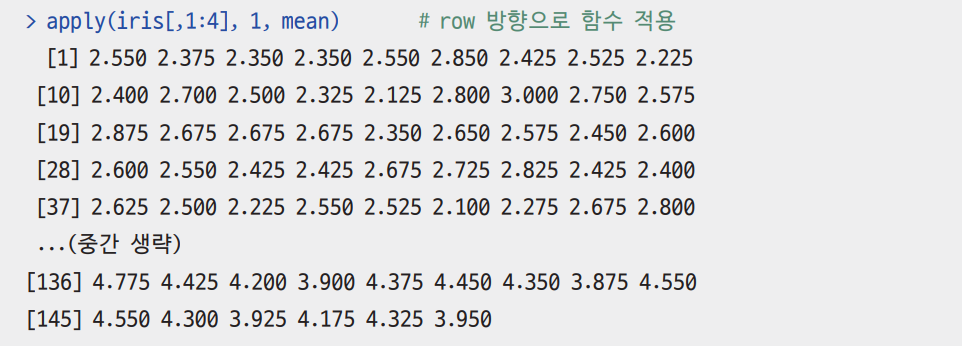 > apply(iris[,1:4], 1, mean) # row 방향으로 함수 적용
[1] 2.550 2.375 2.350 2.350 2.550 2.850 2.425 2.525 2.225
[10] 2.400 2.700 2.500 2.325 2.125 2.800 3.000 2.750 2.575
[19] 2.875 2.675 2.675 2.675 2.350 2.650 2.575 2.450 2.600
[28] 2.600 2.550 2.425 2.425 2.675 2.725 2.825 2.425 2.400
[37] 2.625 2.500 2.225 2.550 2.525 2.100 2.275 2.675 2.800
...(중간 생략)
[136] 4.775 4.425 4.200 3.900 4.375 4.450 4.350 3.875 4.550
[145] 4.550 4.300 3.925 4.175 4.325 3.950